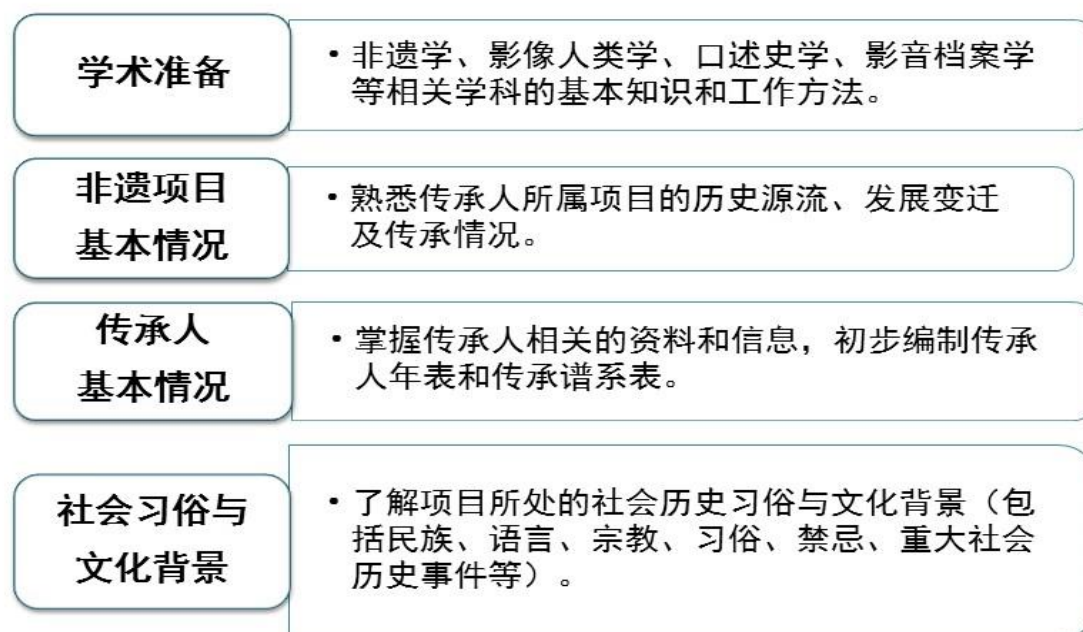 学术准备
• 非遗学、影像人类学、口述史学、影音档案学
等相关学科的基本知识和工作方法。
非遗项目
基本情况
• 熟悉传承人所属项目的历史源流、发展变迁
及传承情况。
传承人
基本情况
• 掌握传承人相关的资料和信息，初步编制传承
人年表和传承谱系表。
社会习俗与
文化背景
• 了解项目所处的社会历史习俗与文化背景（包
括民族、语言、宗教、习俗、禁忌、重大社会
历史事件等）。